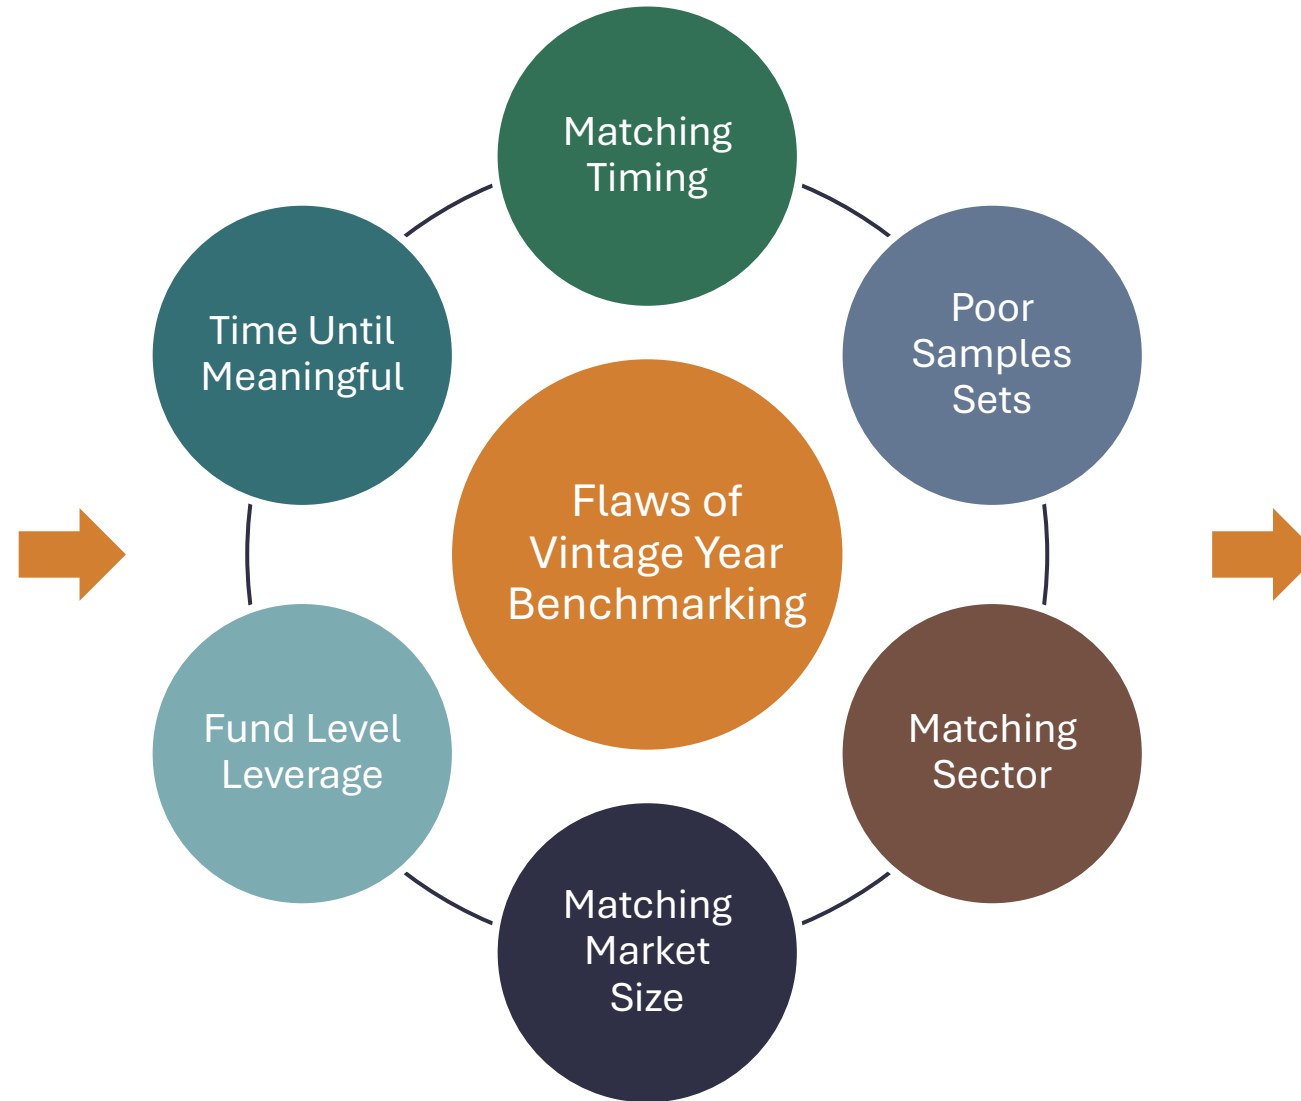 Matching
Timing
Poor
Samples
Sets
Time Until
Meaningful
Flaws of
Vintage Year
Benchmarking
Fund Level
Leverage
Matching
Sector
Matching
Market
Size